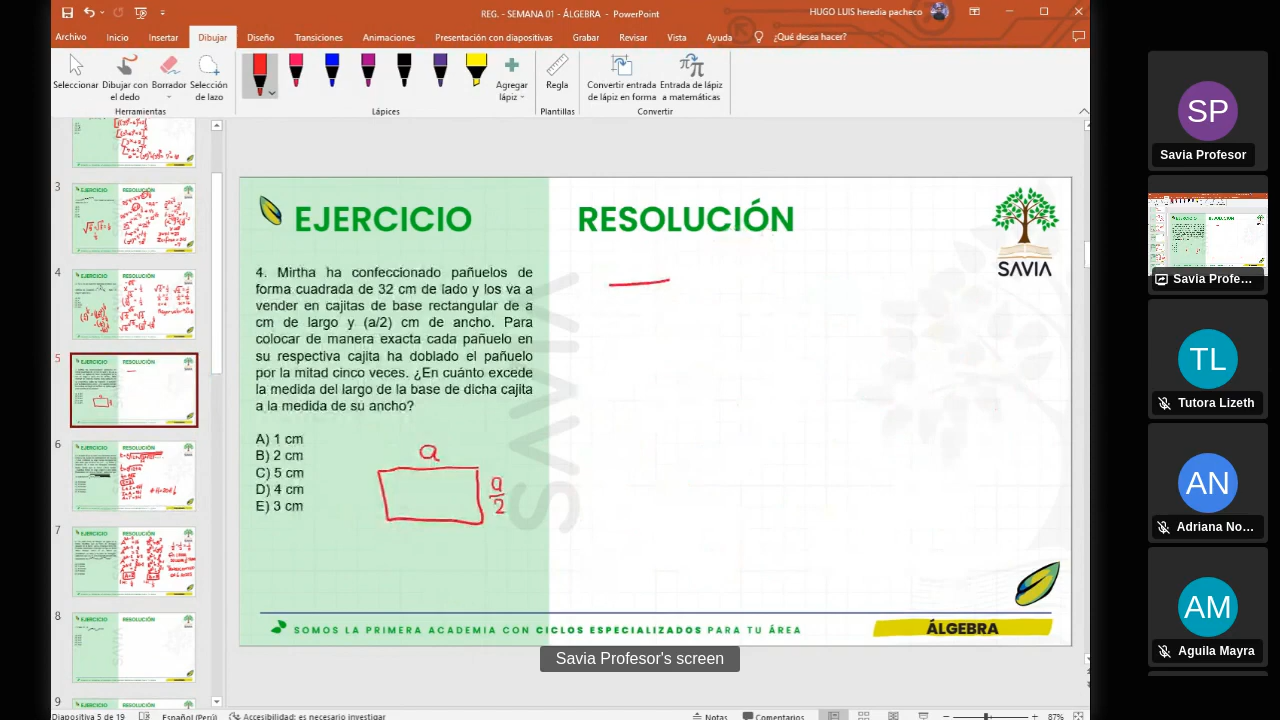 REG. - SEMANA 01 - ÁLGEBRA - PowerPoint
HUGO LUIS heredia pacheco
Archivo Inicio Insertar Dibujar Diseño Transiciones Animaciones Presentación con diapositivas Grabar Revisar Vista Ayuda ¿Qué desea hacer?
Seleccionar
Dibujar con el dedo
Borrador
Selección de lazo
Agregar lápiz
Regla
Convertir entrada de lápiz en forma
Entrada de lápiz a matemáticas
Herramientas
Lápices
Plantillas
Convertir
3
4
5
6
7
8
9
EJERCICIO
RESOLUCIÓN
SAVIA
4. Mirtha ha confeccionado pañuelos de
forma cuadrada de 32 cm de lado y los va a
vender en cajitas de base rectangular de a
cm de largo y (a/2) cm de ancho. Para
colocar de manera exacta cada pañuelo en
su respectiva cajita ha doblado el pañuelo
por la mitad cinco veces. ¿En cuánto excede
la medida del largo de la base de dicha cajita
a la medida de su ancho?
A) 1 cm
B) 2 cm
C) 5 cm
D) 4 cm
E) 3 cm
a
a
2
SAVIA
SOMOS LA PRIMERA ACADEMIA CON CICLOS ESPECIALIZADOS PARA TU ÁREA
ÁLGEBRA
Savia Profesor's screen
Diapositiva 5 de 19
Español (Perú)
Accesibilidad: es necesario investigar
Notas
Comentarios
87%
SP
Savia Profesor
Savia Profe...
TL
Tutora Lizeth
AN
Adriana No...
AM
Aguila Mayra